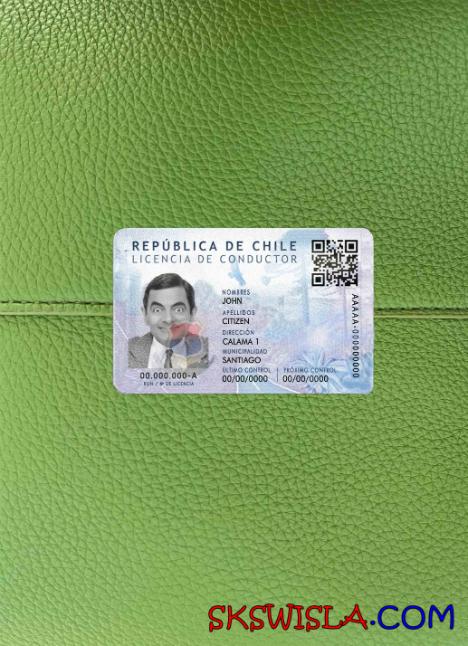 REPÚBLICA DE CHILE
LICENCIA DE CONDUCTOR
NOMBRES
JOHN
APELLIDOS
CITIZEN
DIRECCIÓN
CALAMA 1
MUNICIPALIDAD
SANTIAGO
ÚLTIMO CONTROL PRÓXIMO CONTROL
00/00/0000 00/00/0000
00.000.000-A
RUN / Nº DE LICENCIA
AAAAA-000000000
SKSWISLA.COM